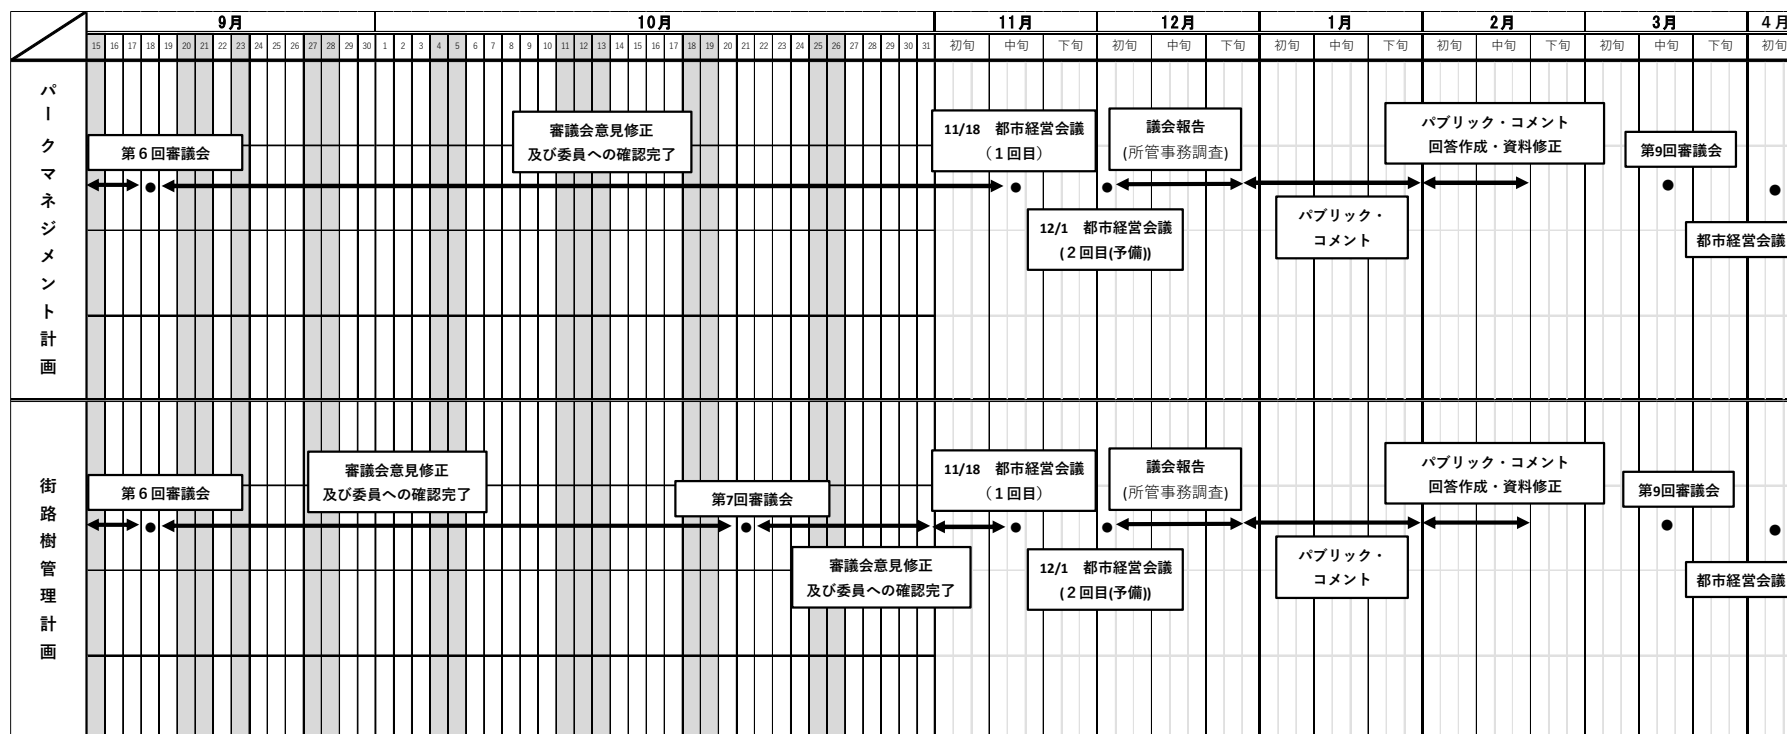 9月 10月 11月 12月 1月 2月 3月 4月
15 16 17 18 19 20 21 22 23 24 25 26 27 28 29 30 1 2 3 4 5 6 7 8 9 10 11 12 13 14 15 16 17 18 19 20 21 22 23 24 25 26 27 28 29 30 31 初旬 中旬 下旬 初旬 中旬 下旬 初旬 中旬 下旬 初旬 中旬 下旬 初旬 中旬 下旬 初旬
パークマネジメント計画
第6回審議会
審議会意見修正
及び委員への確認完了
11/18 都市経営会議
(1回目)
12/1 都市経営会議
(2回目(予備))
議会報告
(所管事務調査)
パブリック・
コメント
パブリック・コメント
回答作成・資料修正
第9回審議会
都市経営会議
街路樹管理計画
第6回審議会
審議会意見修正
及び委員への確認完了
第7回審議会
審議会意見修正
及び委員への確認完了
11/18 都市経営会議
(1回目)
12/1 都市経営会議
(2回目(予備))
議会報告
(所管事務調査)
パブリック・
コメント
パブリック・コメント
回答作成・資料修正
第9回審議会
都市経営会議